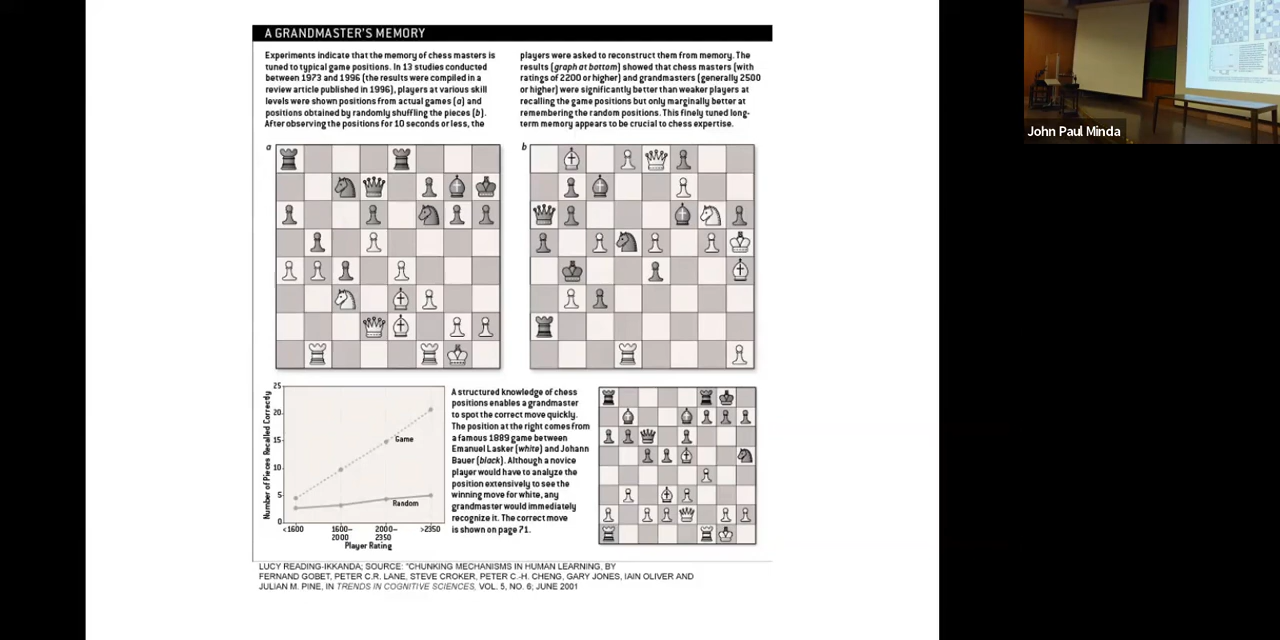 A GRANDMASTER'S MEMORY
Experiments indicate that the memory of chess masters is
tuned to typical game positions. In 13 studies conducted
between 1973 and 1996 (the results were compiled in a
review article published in 1996), players at various skill
levels were shown positions from actual games (a) and
positions obtained by randomly shuffling the pieces (b).
After observing the positions for 10 seconds or less, the
players were asked to reconstruct them from memory. The
results (graph at bottom) showed that chess masters (with
ratings of 2200 or higher) and grandmasters (generally 2500
or higher) were significantly better than weaker players at
recalling the game positions but only marginally better at
remembering the random positions. This finely tuned long-
term memory appears to be crucial to chess expertise.
a
b
Number of Pieces Recalled Correctly
25
20
15
10
5
0
Game
Random
<1600
1600–
2000
2000–
2350
>2350
Player Rating
A structured knowledge of chess
positions enables a grandmaster
to spot the correct move quickly.
The position at the right comes from
a famous 1889 game between
Emanuel Lasker (white) and Johann
Bauer (black). Although a novice
player would have to analyze the
position extensively to see the
winning move for white, any
grandmaster would immediately
recognize it. The correct move
is shown on page 71.
LUCY READING-IKKANDA; SOURCE: "CHUNKING MECHANISMS IN HUMAN LEARNING, BY
FERNAND GOBET, PETER C.R. LANE, STEVE CROKER, PETER C.-H. CHENG, GARY JONES, IAIN OLIVER AND
JULIAN M. PINE, IN TRENDS IN COGNITIVE SCIENCES, VOL. 5, NO. 6; JUNE 2001
John Paul Minda